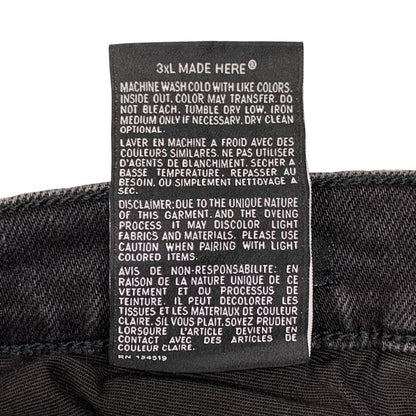 3XL MADE HERE®
MACHINE WASH COLD WITH LIKE COLORS.
INSIDE OUT. COLOR MAY TRANSFER. DO
NOT BLEACH. TUMBLE DRY LOW. IRON
MEDIUM ONLY IF NECESSARY. DRY CLEAN
OPTIONAL.
LAVER EN MACHINE A FROID AVEC DES
COULEURS SIMILAIRES. NE PAS UTILISER
D'AGENTS DE BLANCHIMENT. SECHER A
BASSE TEMPERATURE. REPASSER AU
BESOIN, OU SIMPLEMENT NETTOYAGE A
SEC.
DISCLAIMER: DUE TO THE UNIQUE NATURE
OF THIS GARMENT. AND THE DYEING
PROCESS IT MAY DISCOLOR LIGHT
FABRICS AND MATERIALS. PLEASE USE
CAUTION WHEN PAIRING WITH LIGHT
COLORED ITEMS.
AVIS DE NON-RESPONSABILITE: EN
RAISON DE LA NATURE UNIQUE DE CE
VETEMENT ET DU PROCESSUS DE
TEINTURE. IL PEUT DECOLORER LES
TISSUES ET LES MATERIAUX DE COULEUR
CLAIRE. SIL VOUS PLAIT. SOYEZ PRUDENT
LORSOURE L'ARTICLE DEVIENT EN
CONTACT AVEC DES ARTICLES DE
COULEUR CLAIRE.
RN 134519